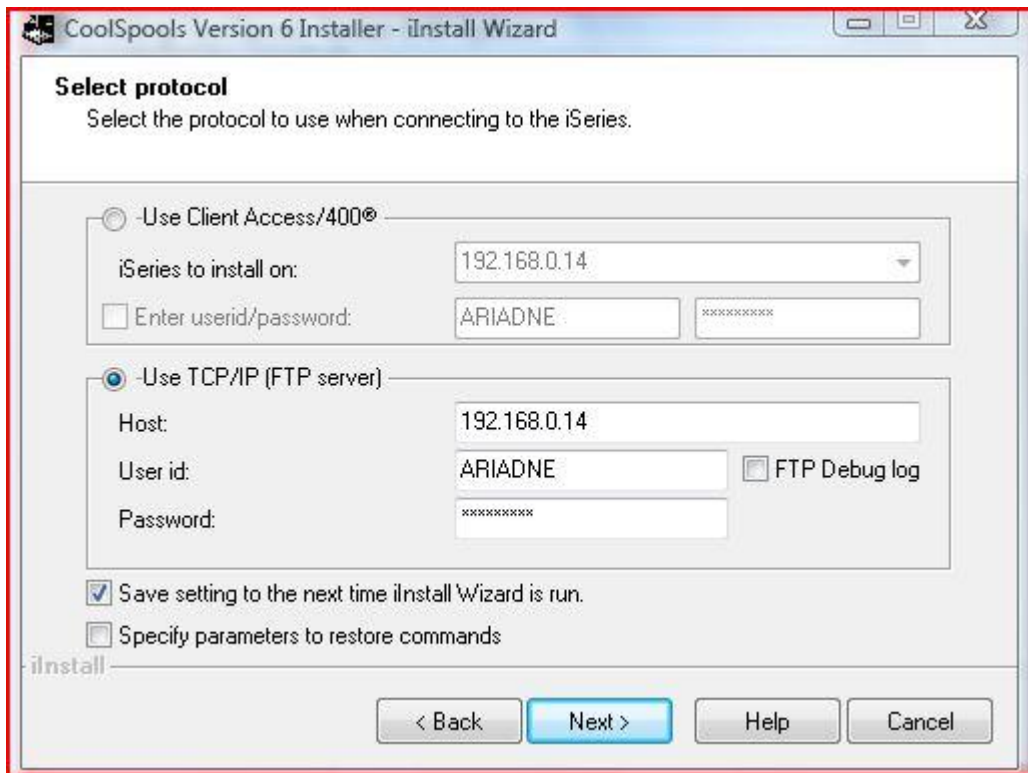 CoolSpools Version 6 Installer - iInstall Wizard
Select protocol
Select the protocol to use when connecting to the iSeries.
-Use Client Access/400®
iSeries to install on: 192.168.0.14
Enter userid/password: ARIADNE *********
-Use TCP/IP (FTP server)
Host: 192.168.0.14
User id: ARIADNE FTP Debug log
Password: *********
Save setting to the next time iInstall Wizard is run.
Specify parameters to restore commands
iInstall
< Back Next > Help Cancel